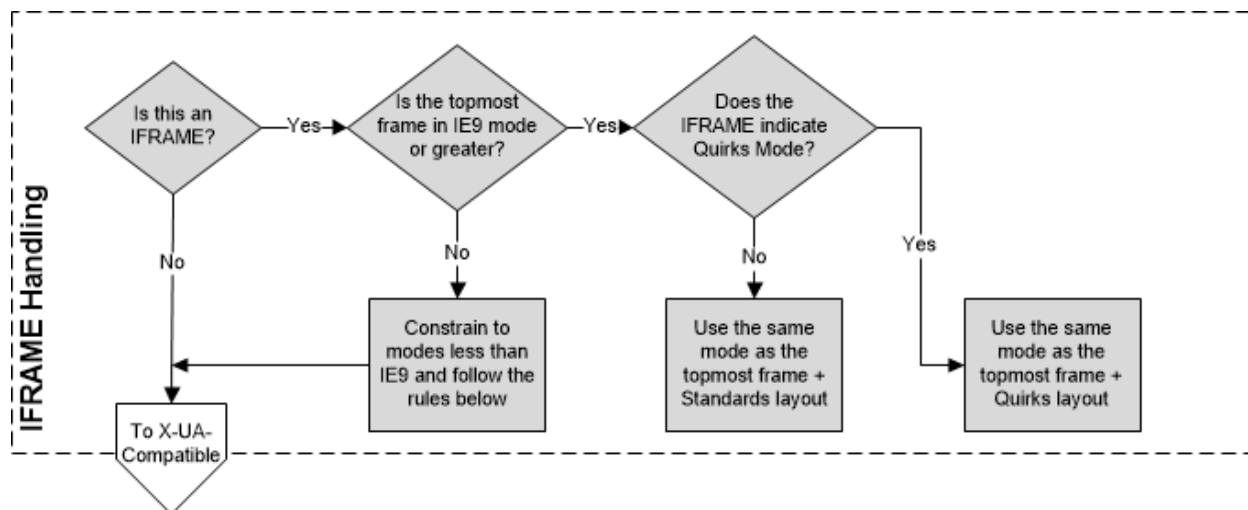 IFRAME Handling
Is this an
IFRAME?
Yes
Is the topmost
frame in IE9 mode
or greater?
Yes
Does the
IFRAME indicate
Quirks Mode?
No
No
No
Yes
Constrain to
modes less than
IE9 and follow the
rules below
Use the same
mode as the
topmost frame +
Standards layout
Use the same
mode as the
topmost frame +
Quirks layout
To X-UA-
Compatible